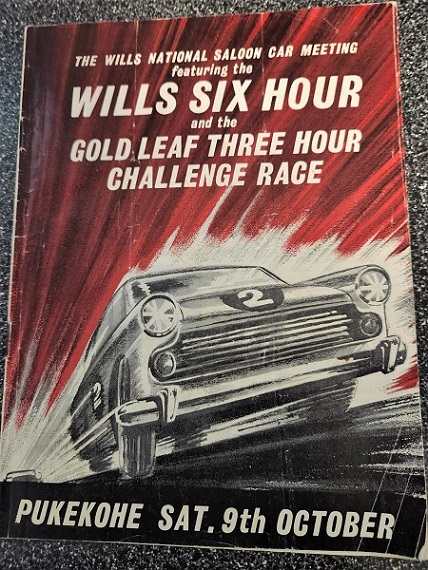 THE WILLS NATIONAL SALOON CAR MEETING
featuring the
WILLS SIX HOUR
and the
GOLD LEAF THREE HOUR
CHALLENGE RACE
2
2
PUKEKOHE SAT. 9th OCTOBER